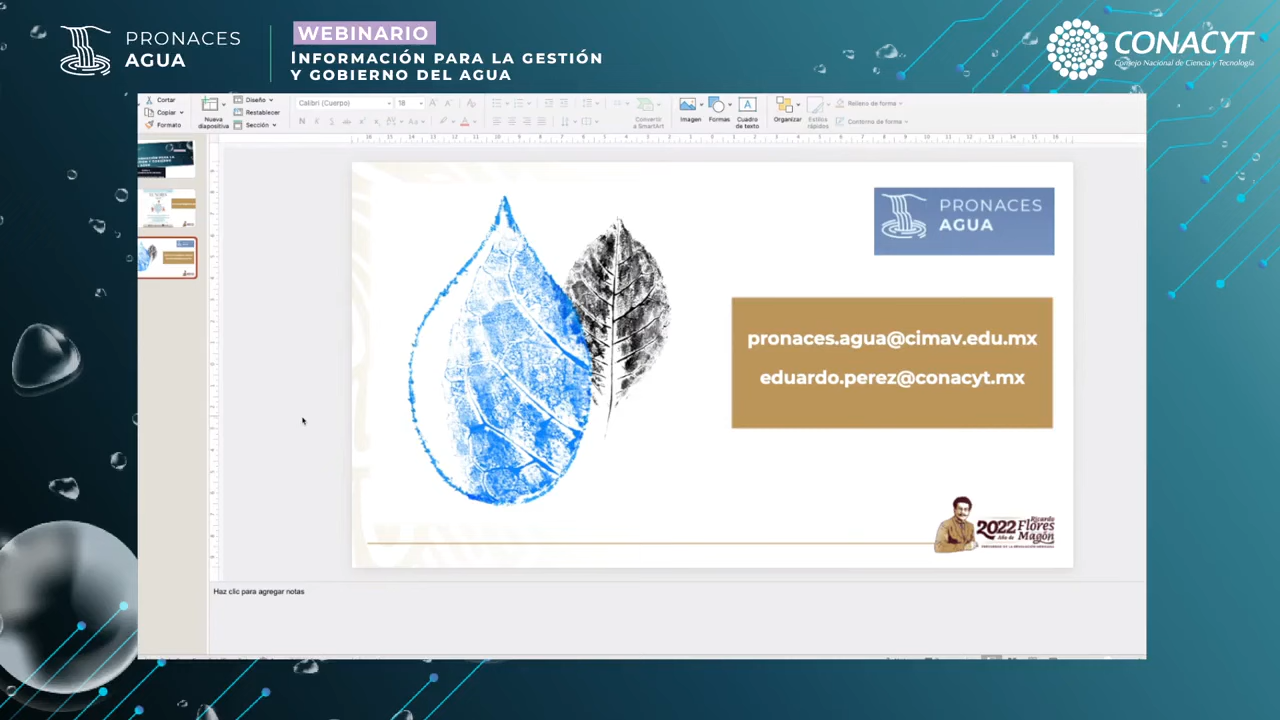 PRONACES
AGUA
WEBINARIO
INFORMACIÓN PARA LA GESTIÓN
Y GOBIERNO DEL AGUA
CONACYT
Consejo Nacional de Ciencia y Tecnología
Cortar
Copiar
Formato
Nueva
diapositiva
Diseño
Restablecer
Sección
Calibri (Cuerpo)
18
Convertir
a SmartArt
Imagen
Formas
Cuadro
de texto
Organizar
Estilos
rápidos
Relleno de forma
Contorno de forma
PRONACES
AGUA
pronaces.agua@cimav.edu.mx
eduardo.perez@conacyt.mx
2022
Año de
Ricardo
Flores
Magón
Haz clic para agregar notas